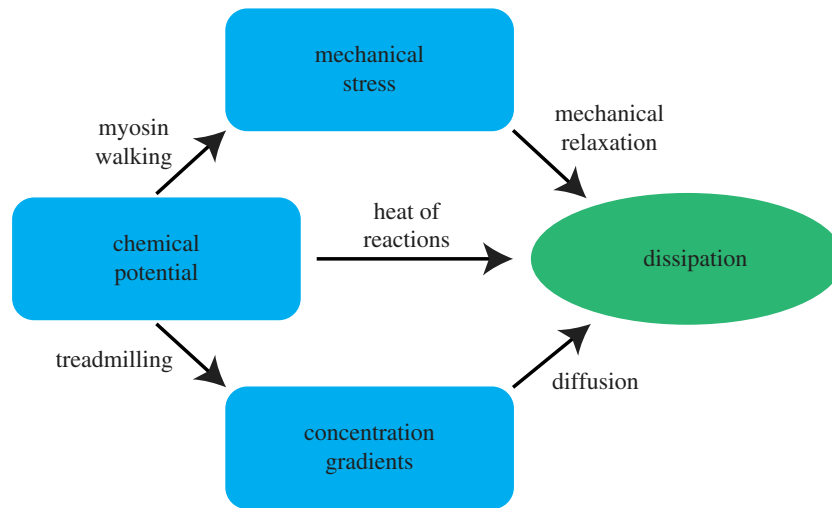 mechanical
stress
myosin
walking
mechanical
relaxation
chemical
potential
heat of
reactions
dissipation
treadmilling
diffusion
concentration
gradients